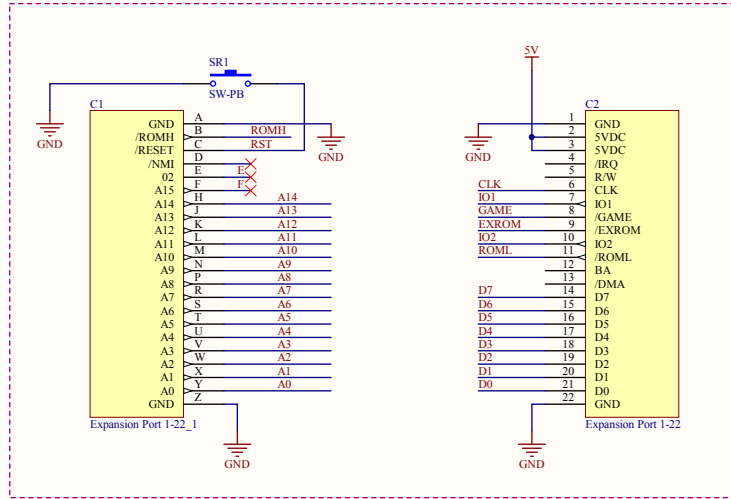 SR1
SW-PB
5V
C1
C2
GND
GND
GND
GND A
/ROMH B ROMH
/RESET C RST
/NMI D
02 E E
A15 F F
A14 H A14
A13 J A13
A12 K A12
A11 L A11
A10 M A10
A9 N A9
A8 P A8
A7 R A7
A6 S A6
A5 T A5
A4 U A4
A3 V A3
A2 W A2
A1 X A1
A0 Y A0
GND Z
Expansion Port 1-22_1
GND
1 GND
2 5VDC
3 5VDC
4 /IRQ
5 R/W
CLK 6 CLK
IO1 7 IO1
GAME 8 /GAME
EXROM 9 /EXROM
IO2 10 IO2
ROML 11 /ROML
12 BA
13 /DMA
D7 14 D7
D6 15 D6
D5 16 D5
D4 17 D4
D3 18 D3
D2 19 D2
D1 20 D1
D0 21 D0
22 GND
Expansion Port 1-22
GND